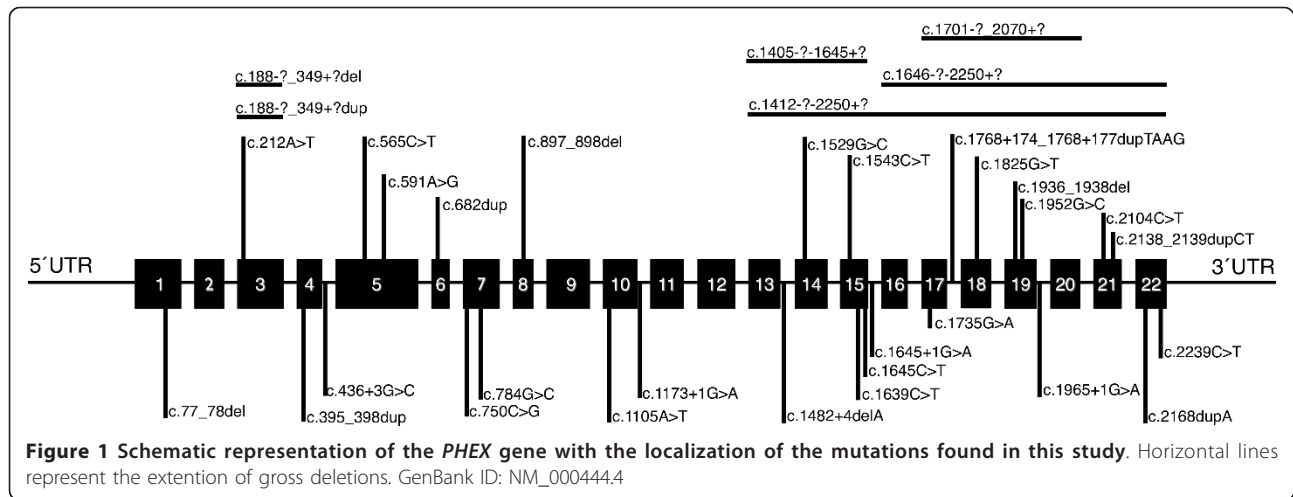 c.1701-?_2070+?
c.1405-?-1645+?
c.188-?_349+?del
c.1646-?-2250+?
c.188-?_349+?dup
c.1412-?-2250+?
c.212A>T
c.565C>T
c.897_898del
c.1529G>C
c.1768+174_1768+177dupTAAG
c.1543C>T
c.1825G>T
c.591A>G
c.1936_1938del
c.682dup
c.1952G>C
c.2104C>T
c.2138_2139dupCT
5´UTR
3´UTR
1 2 3 4 5 6 7 8 9 10 11 12 13 14 15 16 17 18 19 20 21 22
c.1735G>A
c.1645+1G>A
c.2239C>T
c.1645C>T
c.436+3G>C
c.784G>C
c.1173+1G>A
c.1639C>T
c.1965+1G>A
c.77_78del
c.395_398dup
c.750C>G
c.1105A>T
c.1482+4delA
c.2168dupA
Figure 1 Schematic representation of the PHEX gene with the localization of the mutations found in this study. Horizontal lines
represent the extention of gross deletions. GenBank ID: NM_000444.4